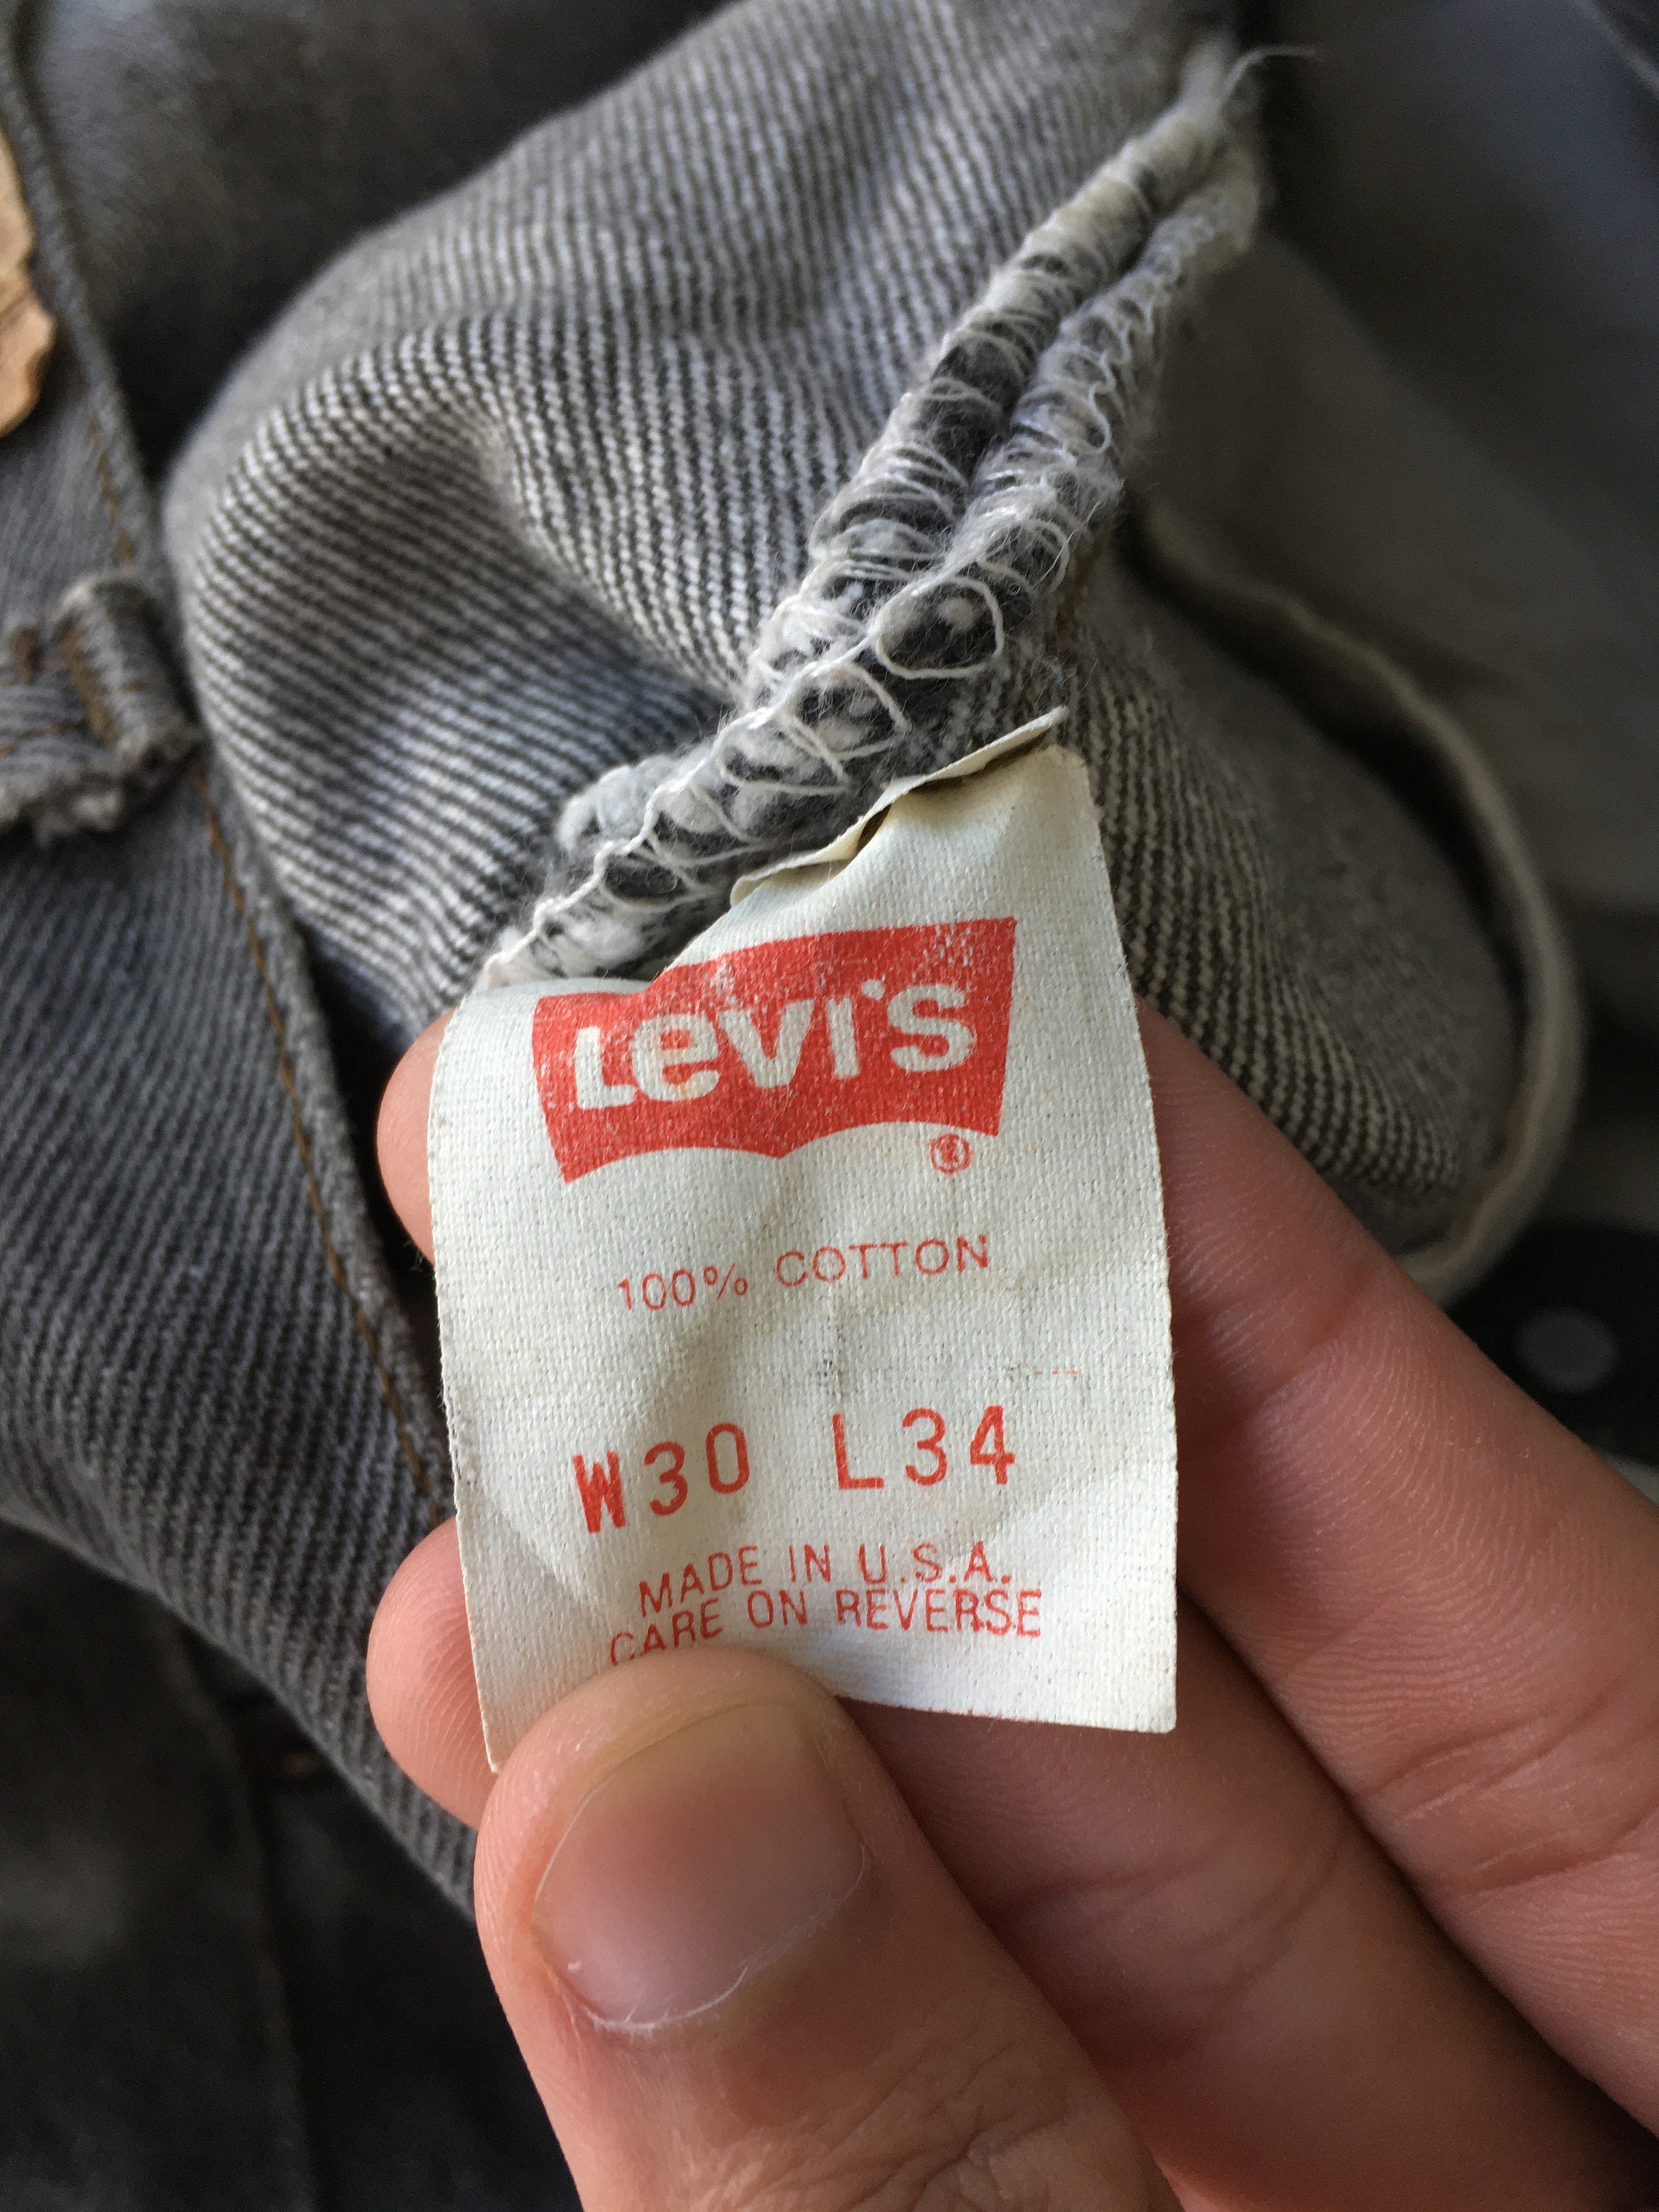 Levi's
®
100% COTTON
W30 L34
MADE IN U.S.A.
CARE ON REVERSE